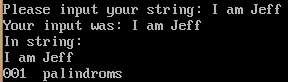 Please input your string: I am Jeff
Your input was: I am Jeff
In string:
I am Jeff
001  palindroms